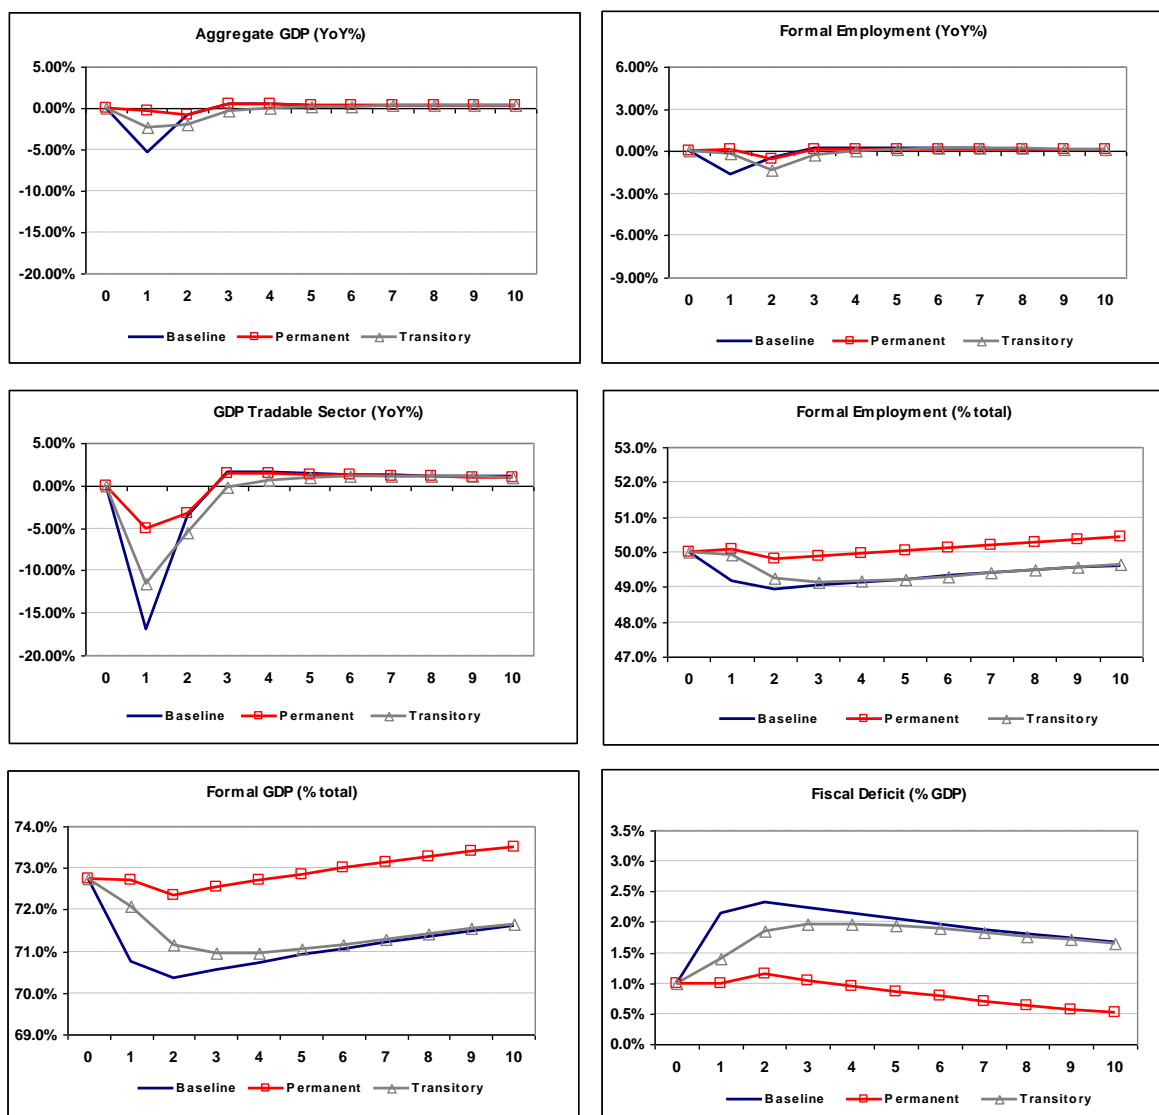 Aggregate GDP (YoY%)
5.00%
0.00%
-5.00%
-10.00%
-15.00%
-20.00%
0 1 2 3 4 5 6 7 8 9 10
Baseline Permanent Transitory
Formal Employment (YoY%)
6.00%
3.00%
0.00%
-3.00%
-6.00%
-9.00%
0 1 2 3 4 5 6 7 8 9 10
Baseline Permanent Transitory
GDP Tradable Sector (YoY%)
5.00%
0.00%
-5.00%
-10.00%
-15.00%
-20.00%
0 1 2 3 4 5 6 7 8 9 10
Baseline Permanent Transitory
Formal Employment (% total)
53.0%
52.0%
51.0%
50.0%
49.0%
48.0%
47.0%
0 1 2 3 4 5 6 7 8 9 10
Baseline Permanent Transitory
Formal GDP (% total)
74.0%
73.0%
72.0%
71.0%
70.0%
69.0%
0 1 2 3 4 5 6 7 8 9 10
Baseline Permanent Transitory
Fiscal Deficit (% GDP)
3.5%
3.0%
2.5%
2.0%
1.5%
1.0%
0.5%
0.0%
0 1 2 3 4 5 6 7 8 9 10
Baseline Permanent Transitory